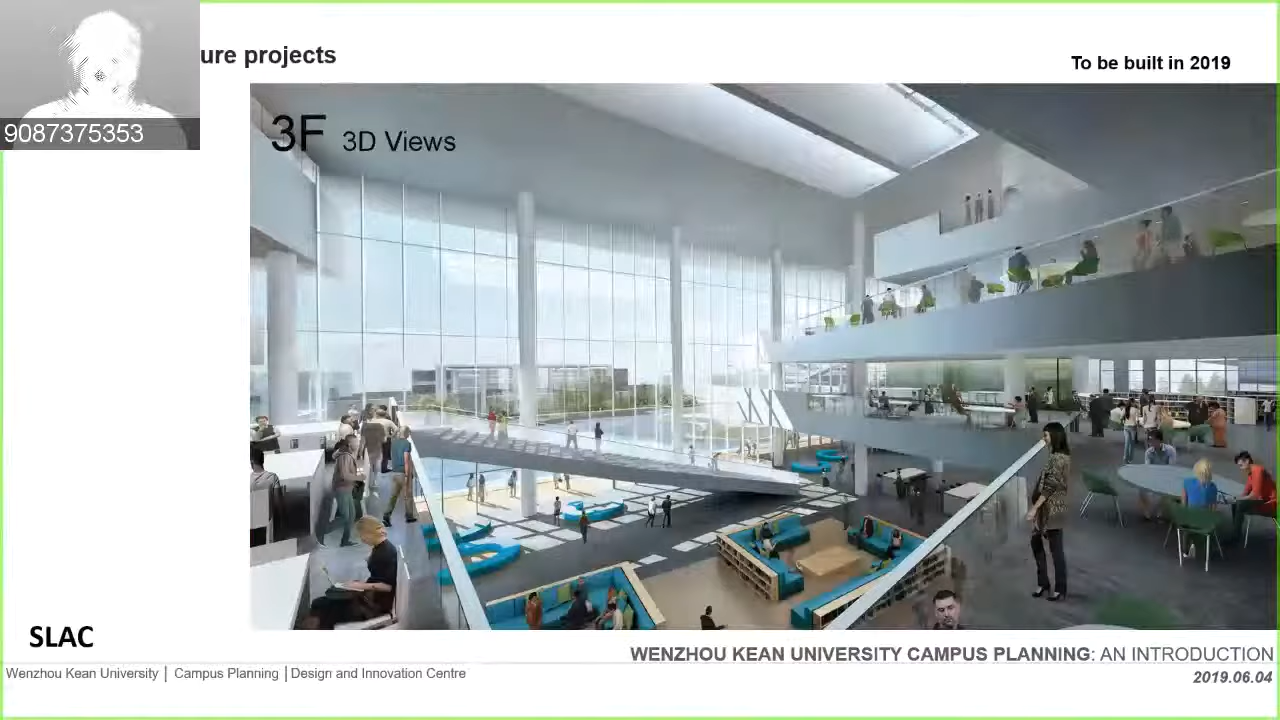 ure projects
To be built in 2019
9087375353
3F 3D Views
SLAC
WENZHOU KEAN UNIVERSITY CAMPUS PLANNING: AN INTRODUCTION
Wenzhou Kean University | Campus Planning | Design and Innovation Centre
2019.06.04